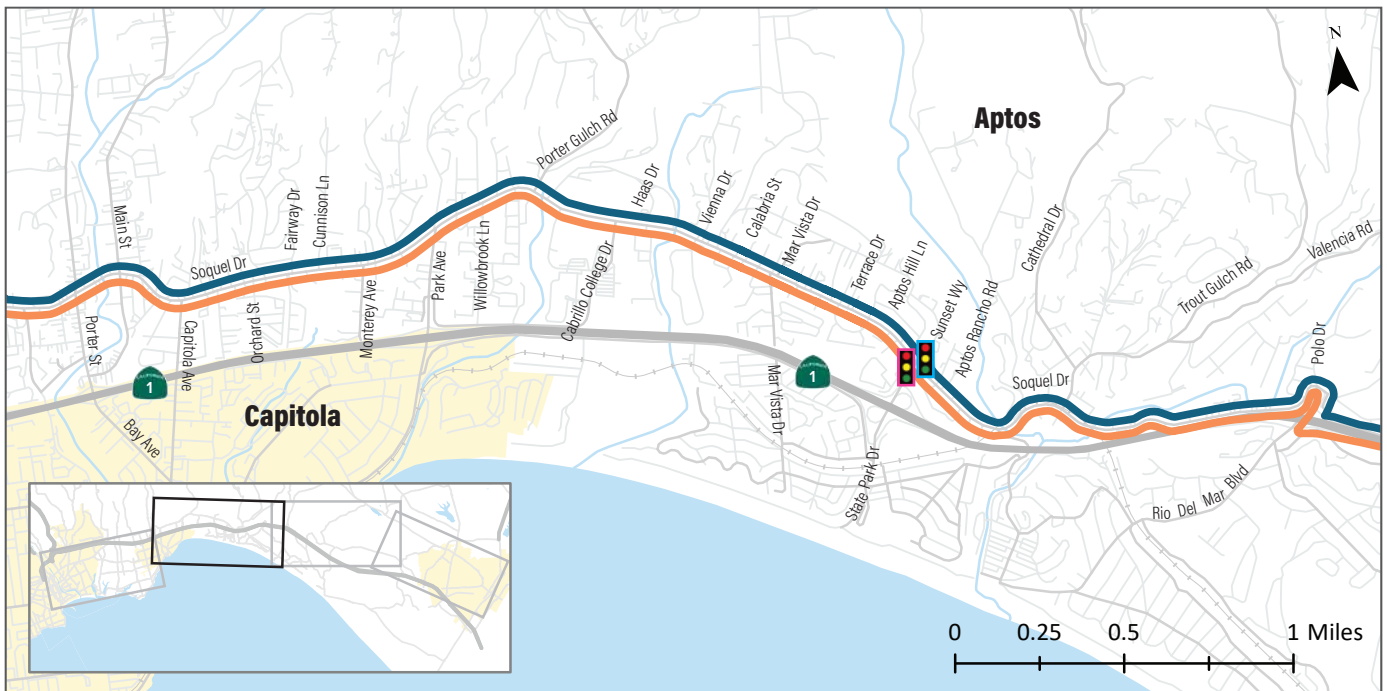 N
Aptos
Porter Gulch Rd
Haas Dr
Vienna Dr
Calabria St
Mar Vista Dr
Terrace Dr
Aptos Hill Ln
Sunset Wy
Aptos Rancho Rd
Cathedral Dr
Trout Gulch Rd
Valencia Rd
Main St
Soquel Dr
Fairway Dr
Cunnison Ln
Park Ave
Willowbrook Ln
Cabrillo College Dr
Porter St
Capitola Ave
Orchard St
Monterey Ave
Polo Dr
Soquel Dr
CALIFORNIA
1
CALIFORNIA
1
Capitola
Bay Ave
Mar Vista Dr
State Park Dr
Rio Del Mar Blvd
0 0.25 0.5 1 Miles